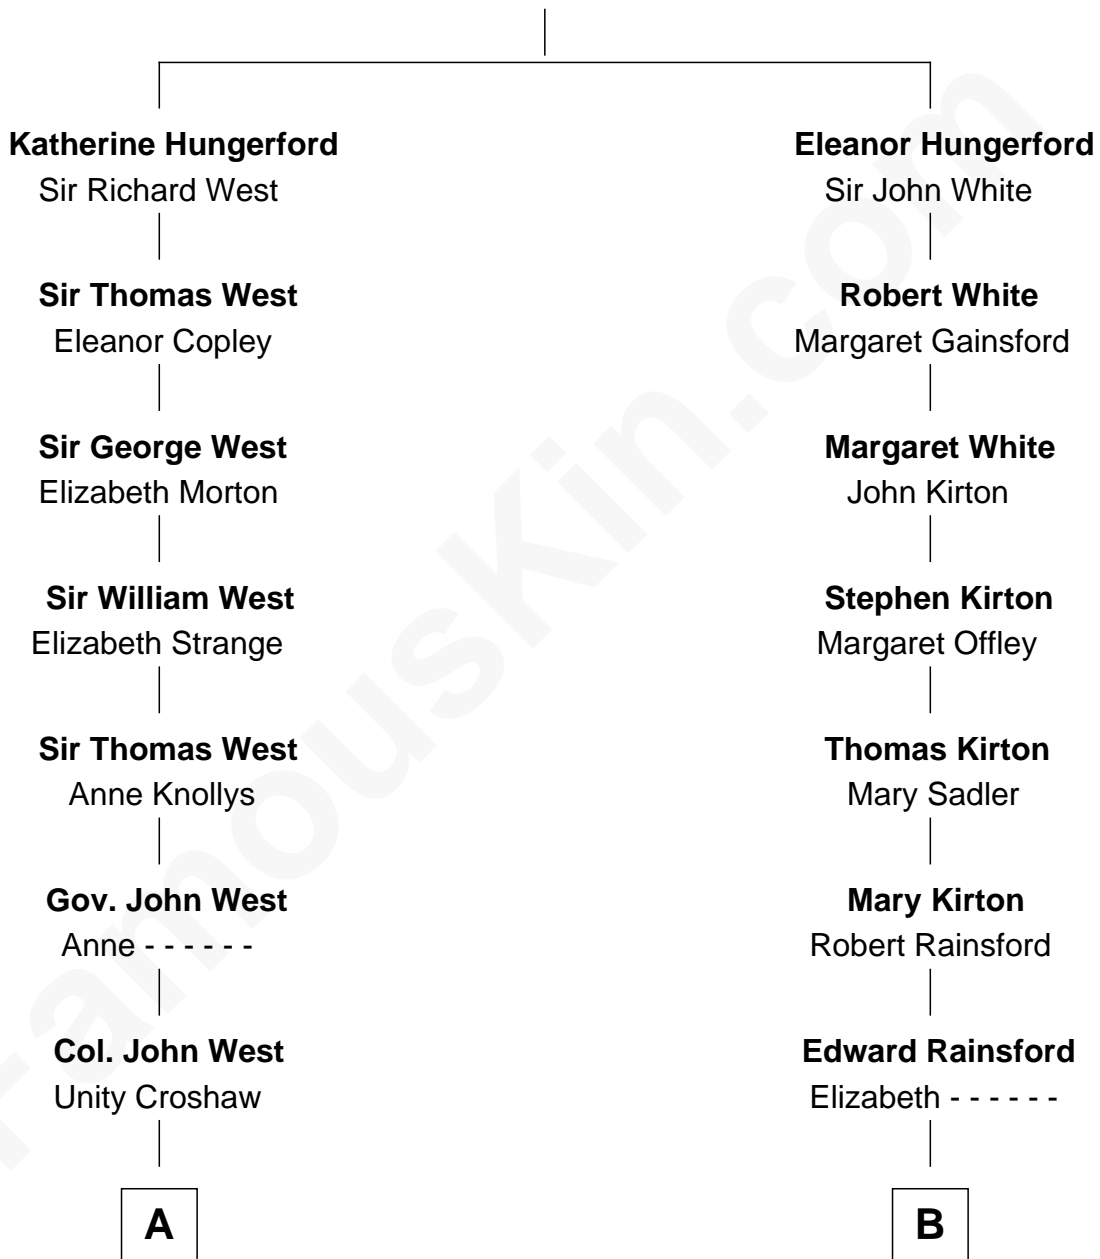 Katherine Hungerford
Sir Richard West
Eleanor Hungerford
Sir John White
Sir Thomas West
Eleanor Copley
Robert White
Margaret Gainsford
Sir George West
Elizabeth Morton
Margaret White
John Kirton
Sir William West
Elizabeth Strange
Stephen Kirton
Margaret Offley
Sir Thomas West
Anne Knollys
Thomas Kirton
Mary Sadler
Gov. John West
Anne - - - - - -
Mary Kirton
Robert Rainsford
Col. John West
Unity Croshaw
Edward Rainsford
Elizabeth - - - - - -
A
B
FamousKin.com